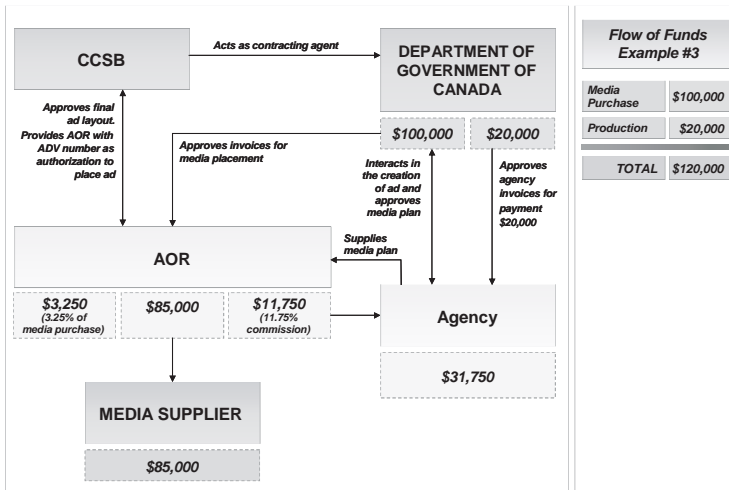 CCSB
Acts as contracting agent
DEPARTMENT OF
GOVERNMENT OF
CANADA
$100,000
$20,000
Approves final
ad layout.
Provides AOR with
ADV number as
authorization to
place ad
Approves invoices for
media placement
Interacts in
the creation
of ad and
approves
media plan
Approves
agency
invoices for
payment
$20,000
Supplies
media plan
AOR
$3,250
(3.25% of
media purchase)
$85,000
$11,750
(11.75%
commission)
Agency
$31,750
MEDIA SUPPLIER
$85,000
Flow of Funds
Example #3
Media
Purchase
$100,000
Production
$20,000
TOTAL
$120,000